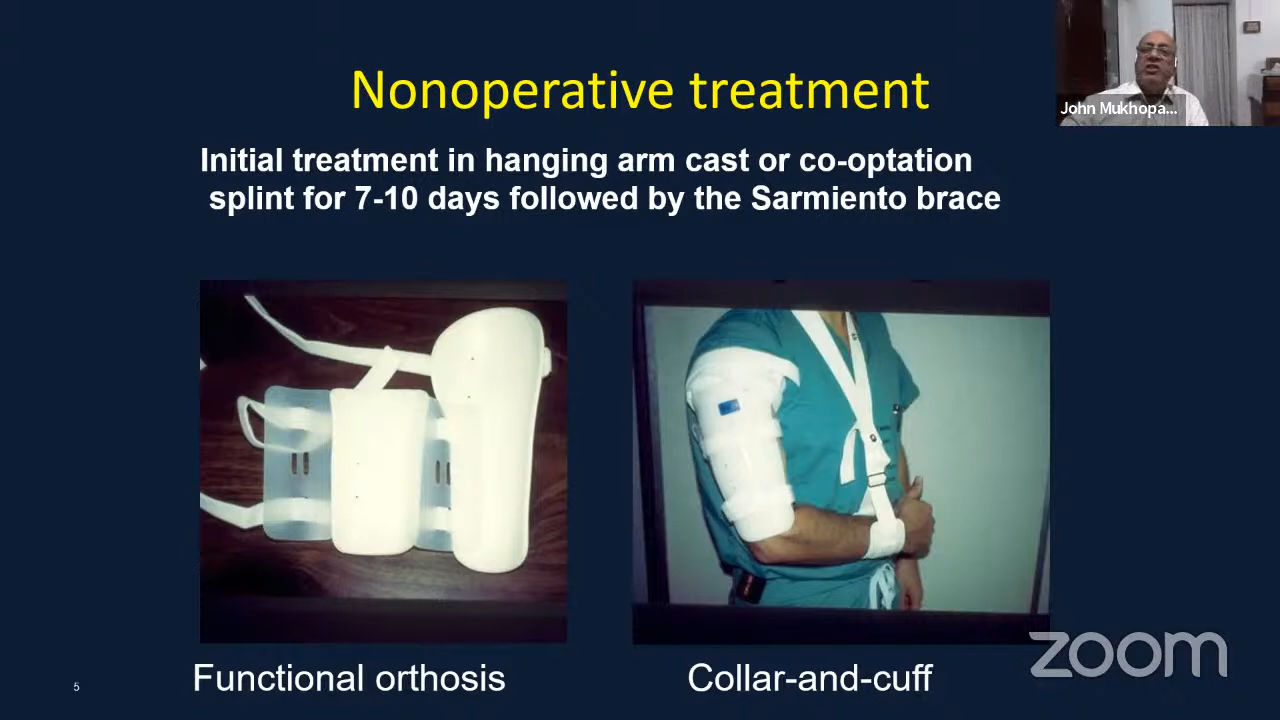 Nonoperative treatment
John Mukhopa...
Initial treatment in hanging arm cast or co-optation
splint for 7-10 days followed by the Sarmiento brace
Functional orthosis
Collar-and-cuff
zoom
5